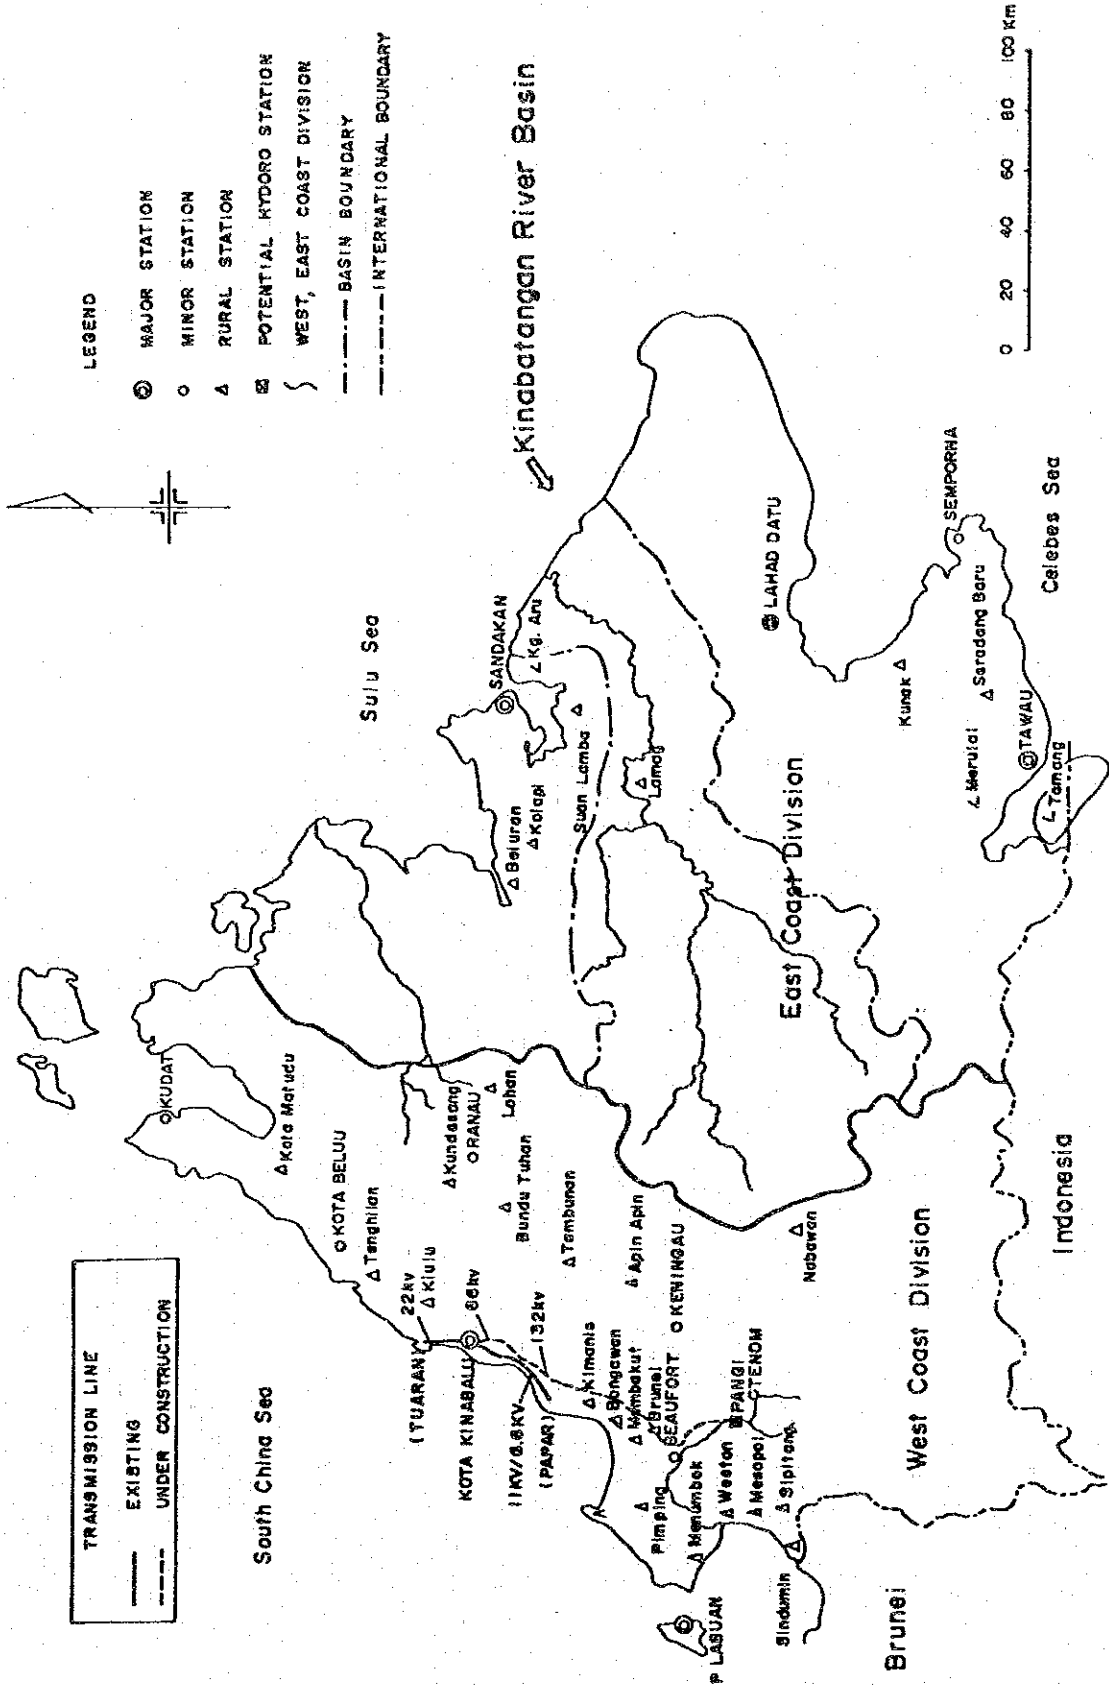 TRANSMISSION LINE
EXISTING
UNDER CONSTRUCTION
LEGEND
MAJOR STATION
MINOR STATION
RURAL STATION
POTENTIAL HYDORO STATION
WEST, EAST COAST DIVISION
BASIN BOUNDARY
INTERNATIONAL BOUNDARY
Kinabatangan River Basin
South China Sea
Sulu Sea
Celebes Sea
KUDAT
Kota Marudu
KOTA BELUU
Tenghilan
22kv
Kiulu
(TUARAN)
KOTA KINABALU
66kv
11KV/6.6KV
(PAPAR)
132kv
Kundasang
RANAU
Lohan
Bundu Tuhan
Tambunan
Apin Apin
KENINGAU
Kimanis
Bongawan
Membakut
Brunei
BEAUFORT
PANGI
TENOM
Pimping
Menumbok
Weston
Mesapol
Sipitang
Sindumin
P LABUAN
Nabawan
West Coast Division
East Coast Division
Brunei
Indonesia
Beluran
Kolapi
SANDAKAN
Kg. Aru
Suan Lamba
Lamag
LAHAD DATU
Kunak
SEMPORNA
Saradang Baru
Merutai
TAWAU
Tamang
0 20 40 60 80 100 Km